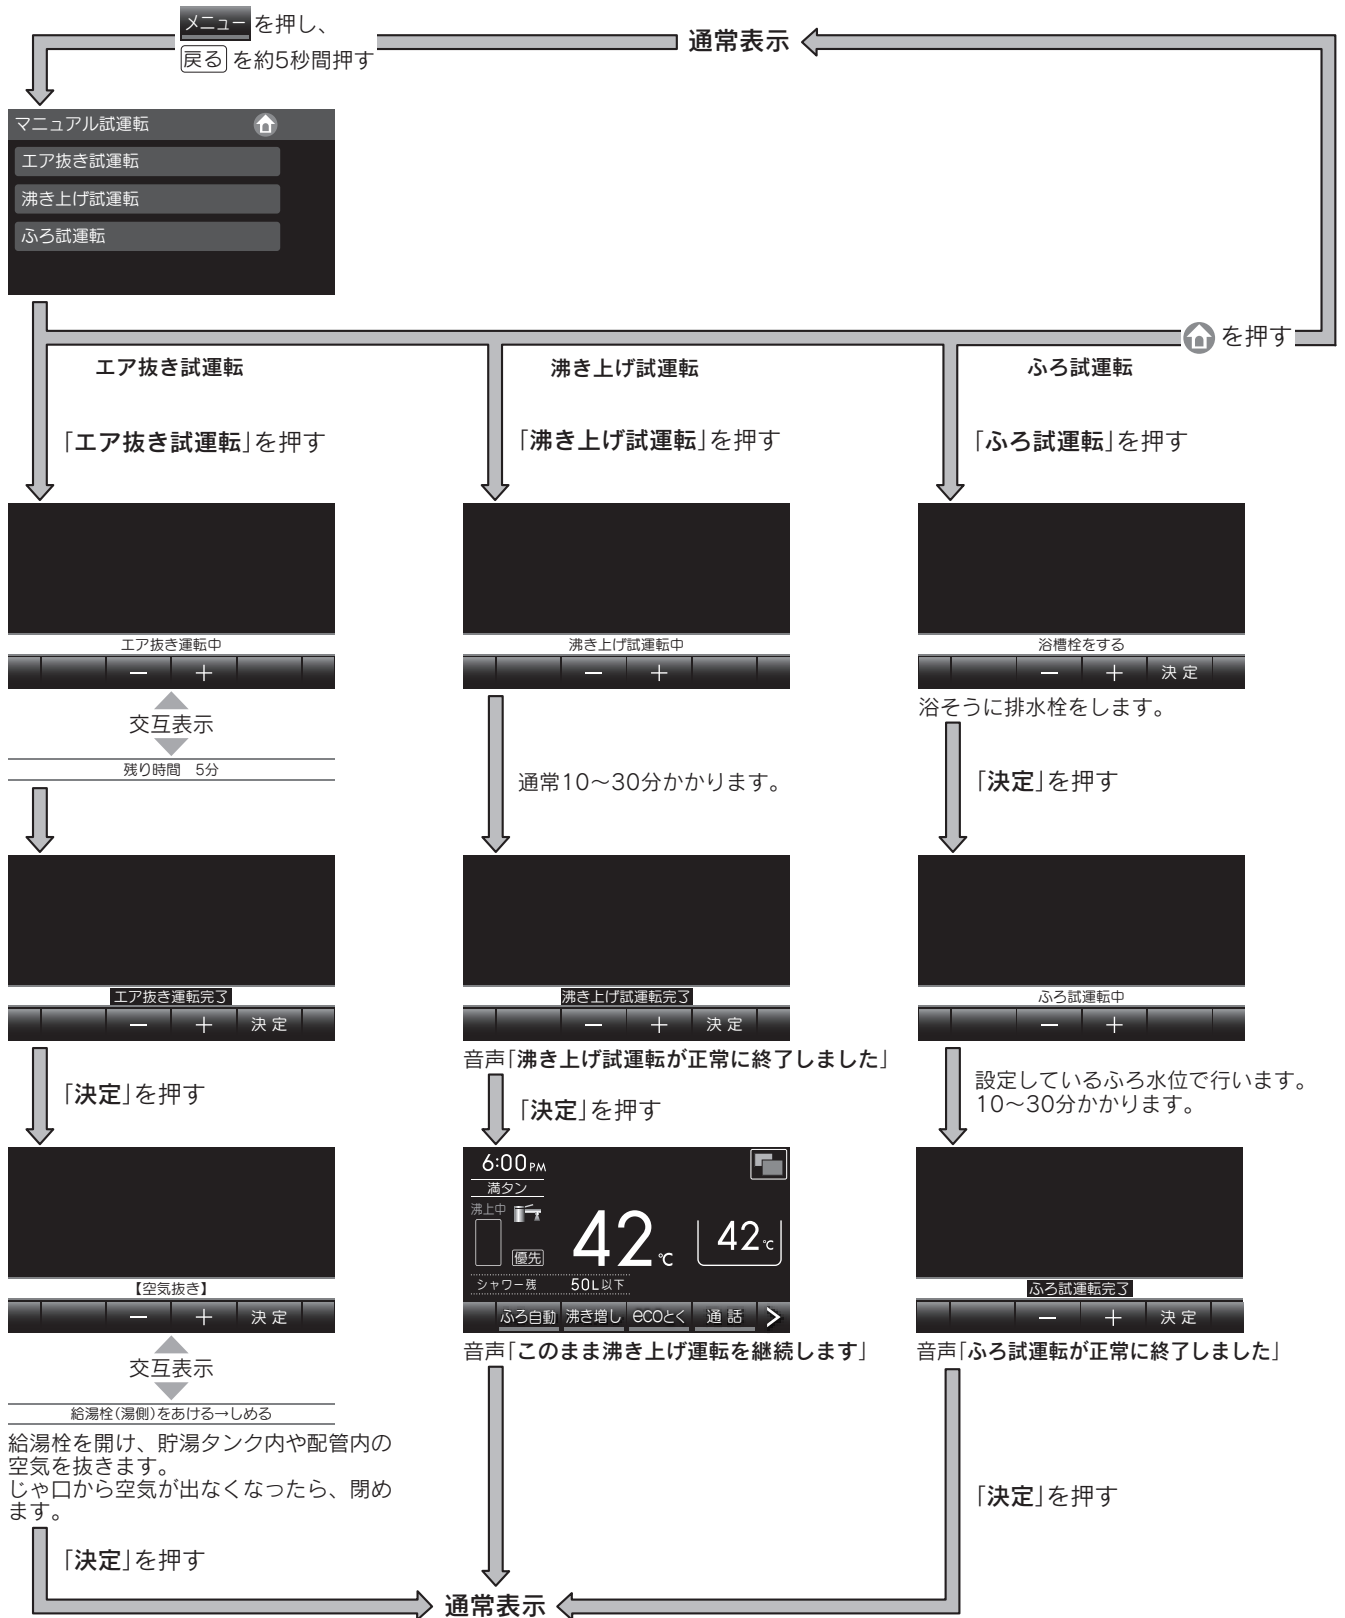 メニュー を押し、
戻る を約5秒間押す
通常表示
マニュアル試運転
エア抜き試運転
沸き上げ試運転
ふろ試運転
を押す
エア抜き試運転
「エア抜き試運転」を押す
エア抜き運転中
− +
交互表示
残り時間 5分
エア抜き運転完了
− + 決定
「決定」を押す
【空気抜き】
− + 決定
交互表示
給湯栓(湯側)をあける→しめる
給湯栓を開け、貯湯タンク内や配管内の
空気を抜きます。
じゃ口から空気が出なくなったら、閉め
ます。
「決定」を押す
沸き上げ試運転
「沸き上げ試運転」を押す
沸き上げ試運転中
− +
通常10〜30分かかります。
沸き上げ試運転完了
− + 決定
音声「沸き上げ試運転が正常に終了しました」
「決定」を押す
6:00PM
満タン
沸上中
優先
42℃
42℃
シャワー残 50L以下
ふろ自動 沸き増し ecoとく 通話 >
音声「このまま沸き上げ運転を継続します」
ふろ試運転
「ふろ試運転」を押す
浴槽栓をする
− + 決定
浴そうに排水栓をします。
「決定」を押す
ふろ試運転中
− +
設定しているふろ水位で行います。
10〜30分かかります。
ふろ試運転完了
− + 決定
音声「ふろ試運転が正常に終了しました」
「決定」を押す
通常表示